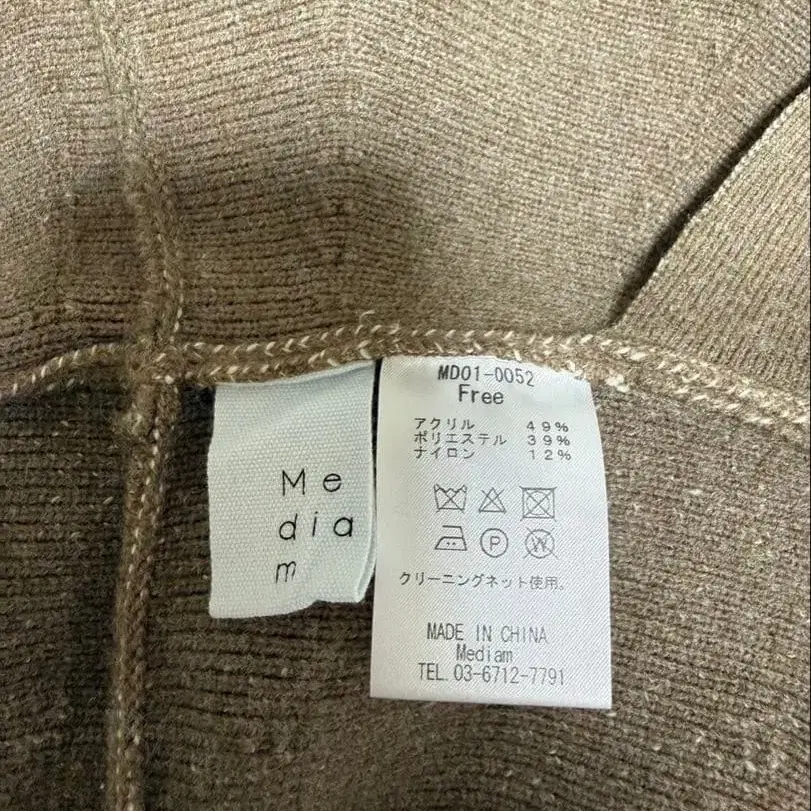 Me
dia
m
MD01-0052
Free
アクリル 49%
ポリエステル 39%
ナイロン 12%
P
W
クリーニングネット使用。
MADE IN CHINA
Mediam
TEL.03-6712-7791